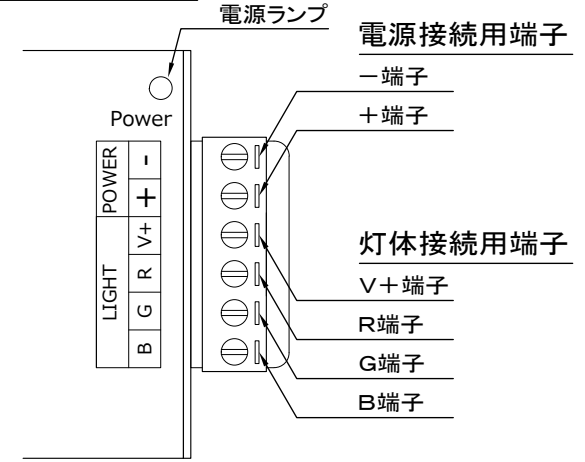 電源ランプ
電源接続用端子
－端子
＋端子
Power
POWER
-
+
LIGHT
V+
R
G
B
灯体接続用端子
V＋端子
R端子
G端子
B端子